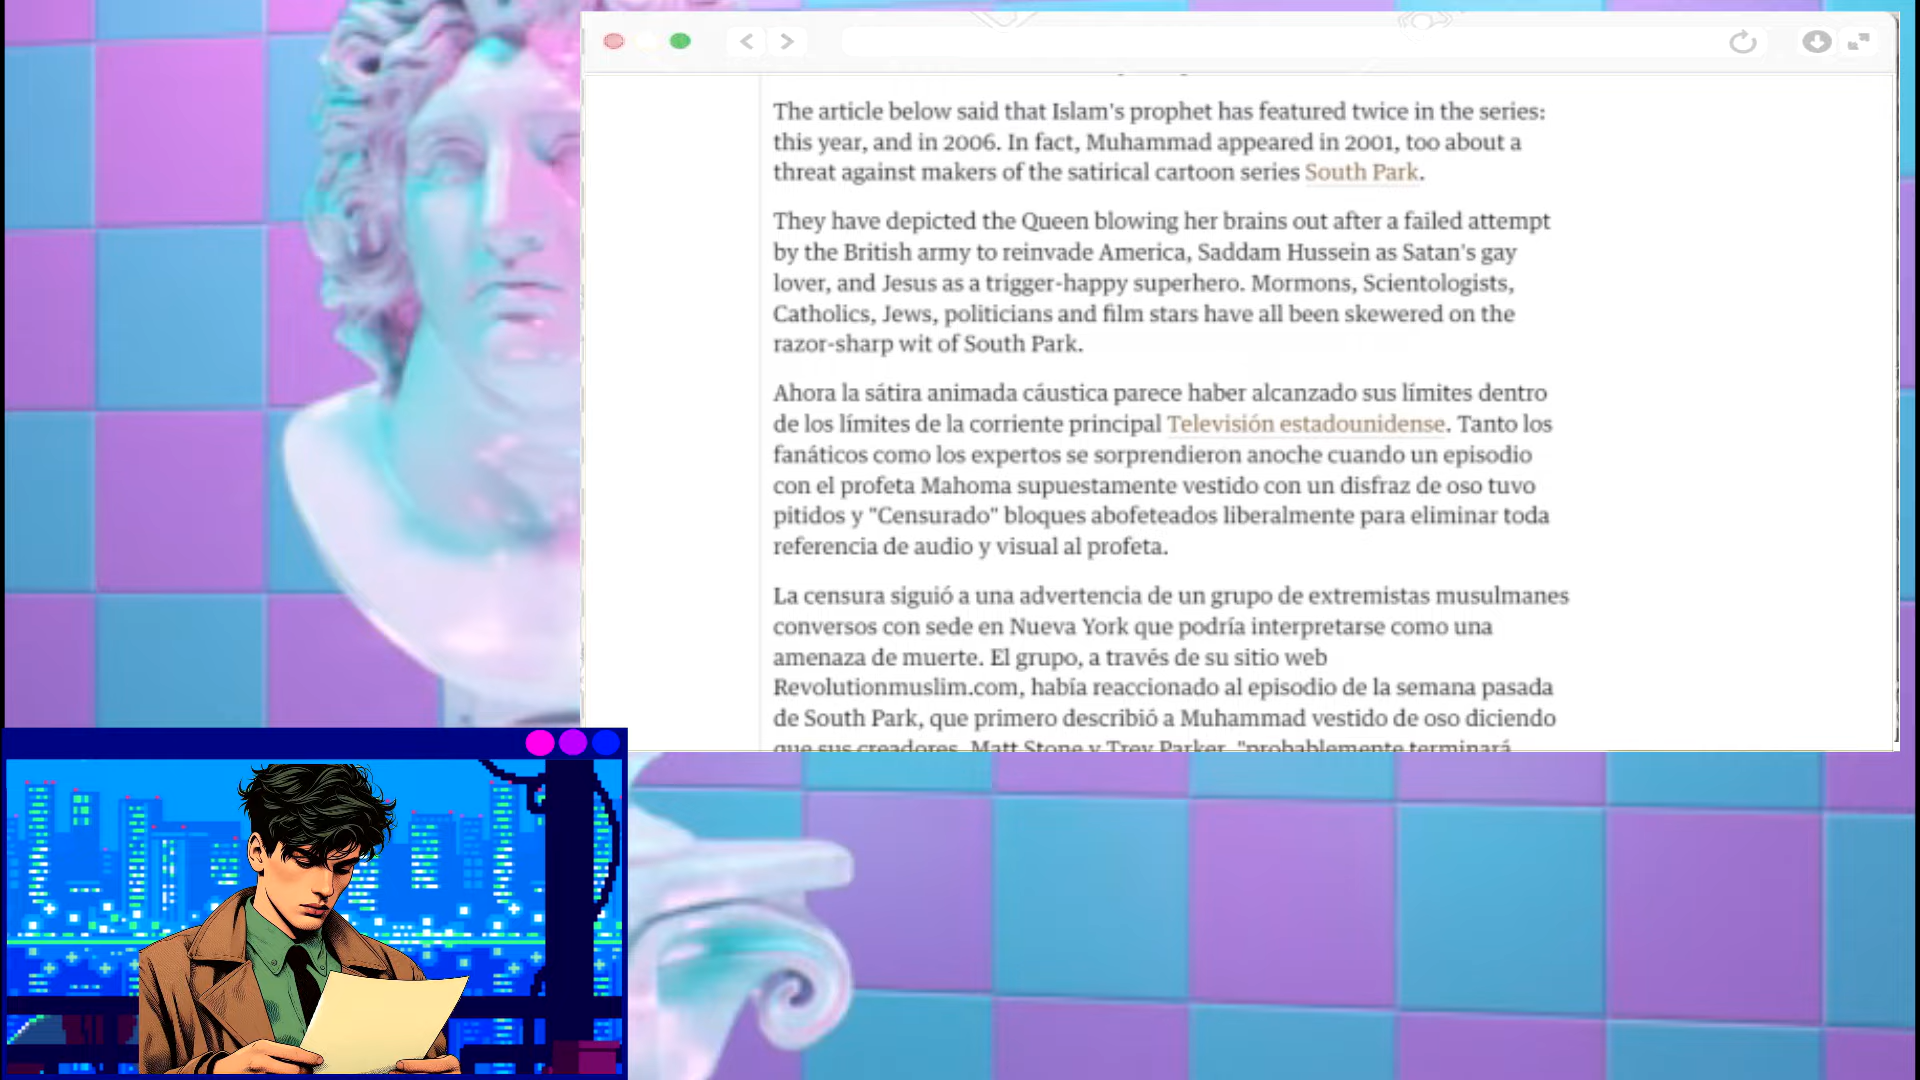 The article below said that Islam's prophet has featured twice in the series:
this year, and in 2006. In fact, Muhammad appeared in 2001, too about a
threat against makers of the satirical cartoon series South Park.
They have depicted the Queen blowing her brains out after a failed attempt
by the British army to reinvade America, Saddam Hussein as Satan's gay
lover, and Jesus as a trigger-happy superhero. Mormons, Scientologists,
Catholics, Jews, politicians and film stars have all been skewered on the
razor-sharp wit of South Park.
Ahora la sátira animada cáustica parece haber alcanzado sus límites dentro
de los límites de la corriente principal Televisión estadounidense. Tanto los
fanáticos como los expertos se sorprendieron anoche cuando un episodio
con el profeta Mahoma supuestamente vestido con un disfraz de oso tuvo
pitidos y "Censurado" bloques abofeteados liberalmente para eliminar toda
referencia de audio y visual al profeta.
La censura siguió a una advertencia de un grupo de extremistas musulmanes
conversos con sede en Nueva York que podría interpretarse como una
amenaza de muerte. El grupo, a través de su sitio web
Revolutionmuslim.com, había reaccionado al episodio de la semana pasada
de South Park, que primero describió a Muhammad vestido de oso diciendo
que sus creadores, Matt Stone y Trey Parker, "probablemente terminará